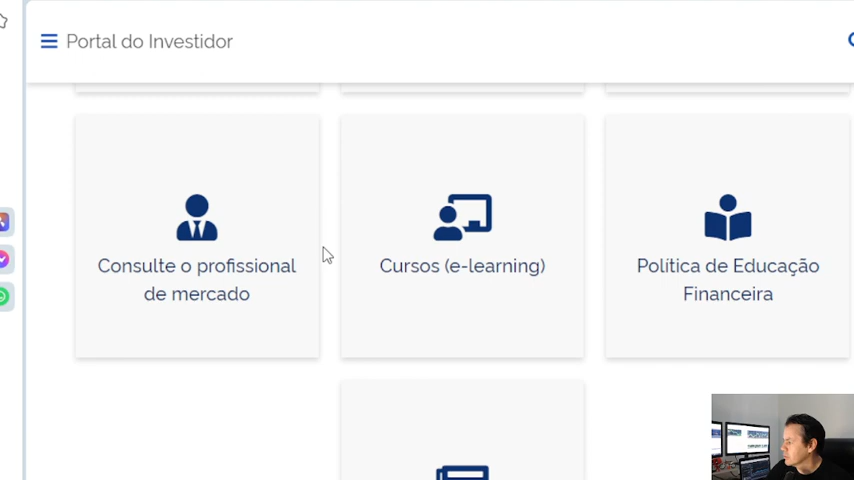 Portal do Investidor
Consulte o profissional
de mercado
Cursos (e-learning)
Política de Educação
Financeira